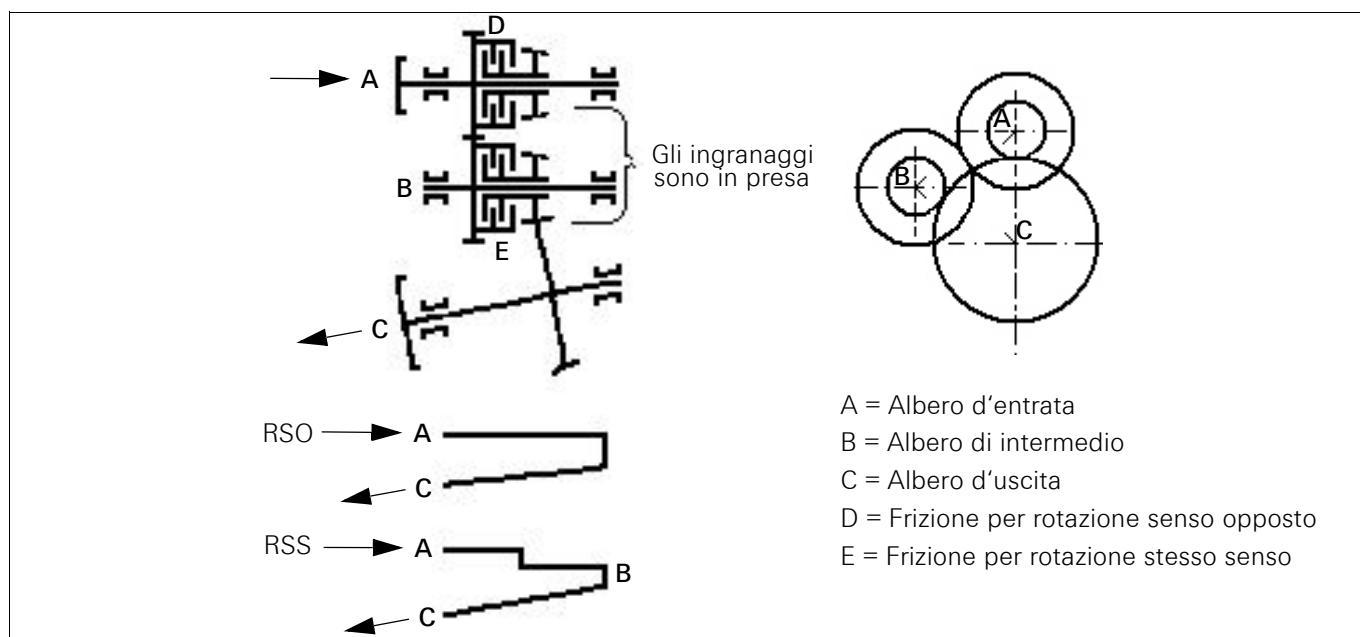 D
A
Gli ingranaggi
sono in presa
B
E
C
A
B
C
RSO A
C
RSS A
B
C
A = Albero d‘entrata
B = Albero di intermedio
C = Albero d‘uscita
D = Frizione per rotazione senso opposto
E = Frizione per rotazione stesso senso